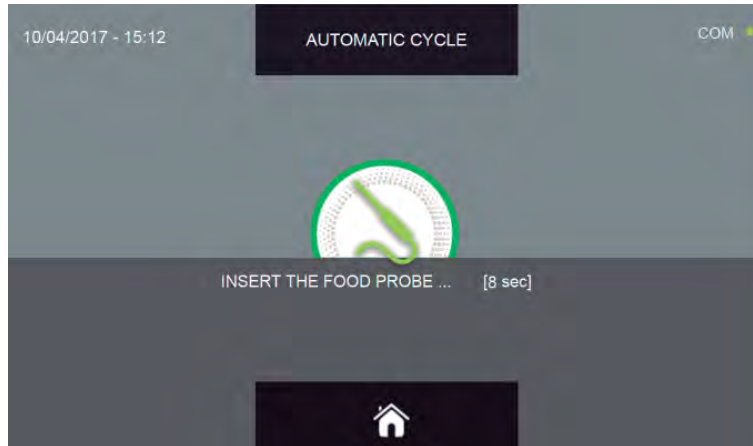 10/04/2017 - 15:12
AUTOMATIC CYCLE
COM
INSERT THE FOOD PROBE ... [8 sec]